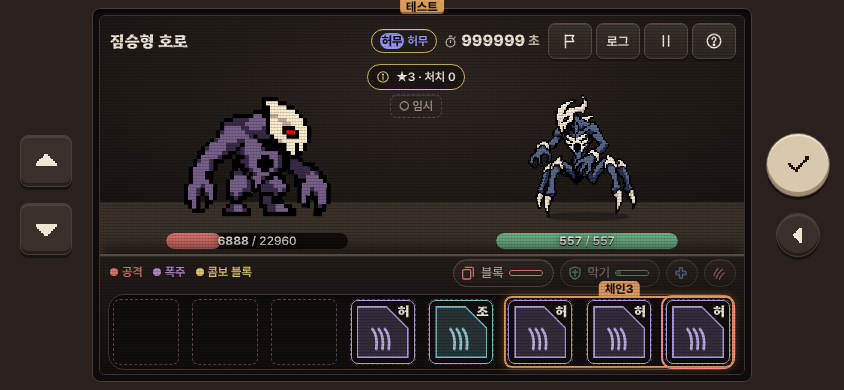 테스트
짐승형 호로
허무 허무
999999 초
로그
★3 · 처치 0
임시
6888 / 22960
557 / 557
공격
폭주
콤보 블록
블록
막기
체인3
허
조
허
허
허